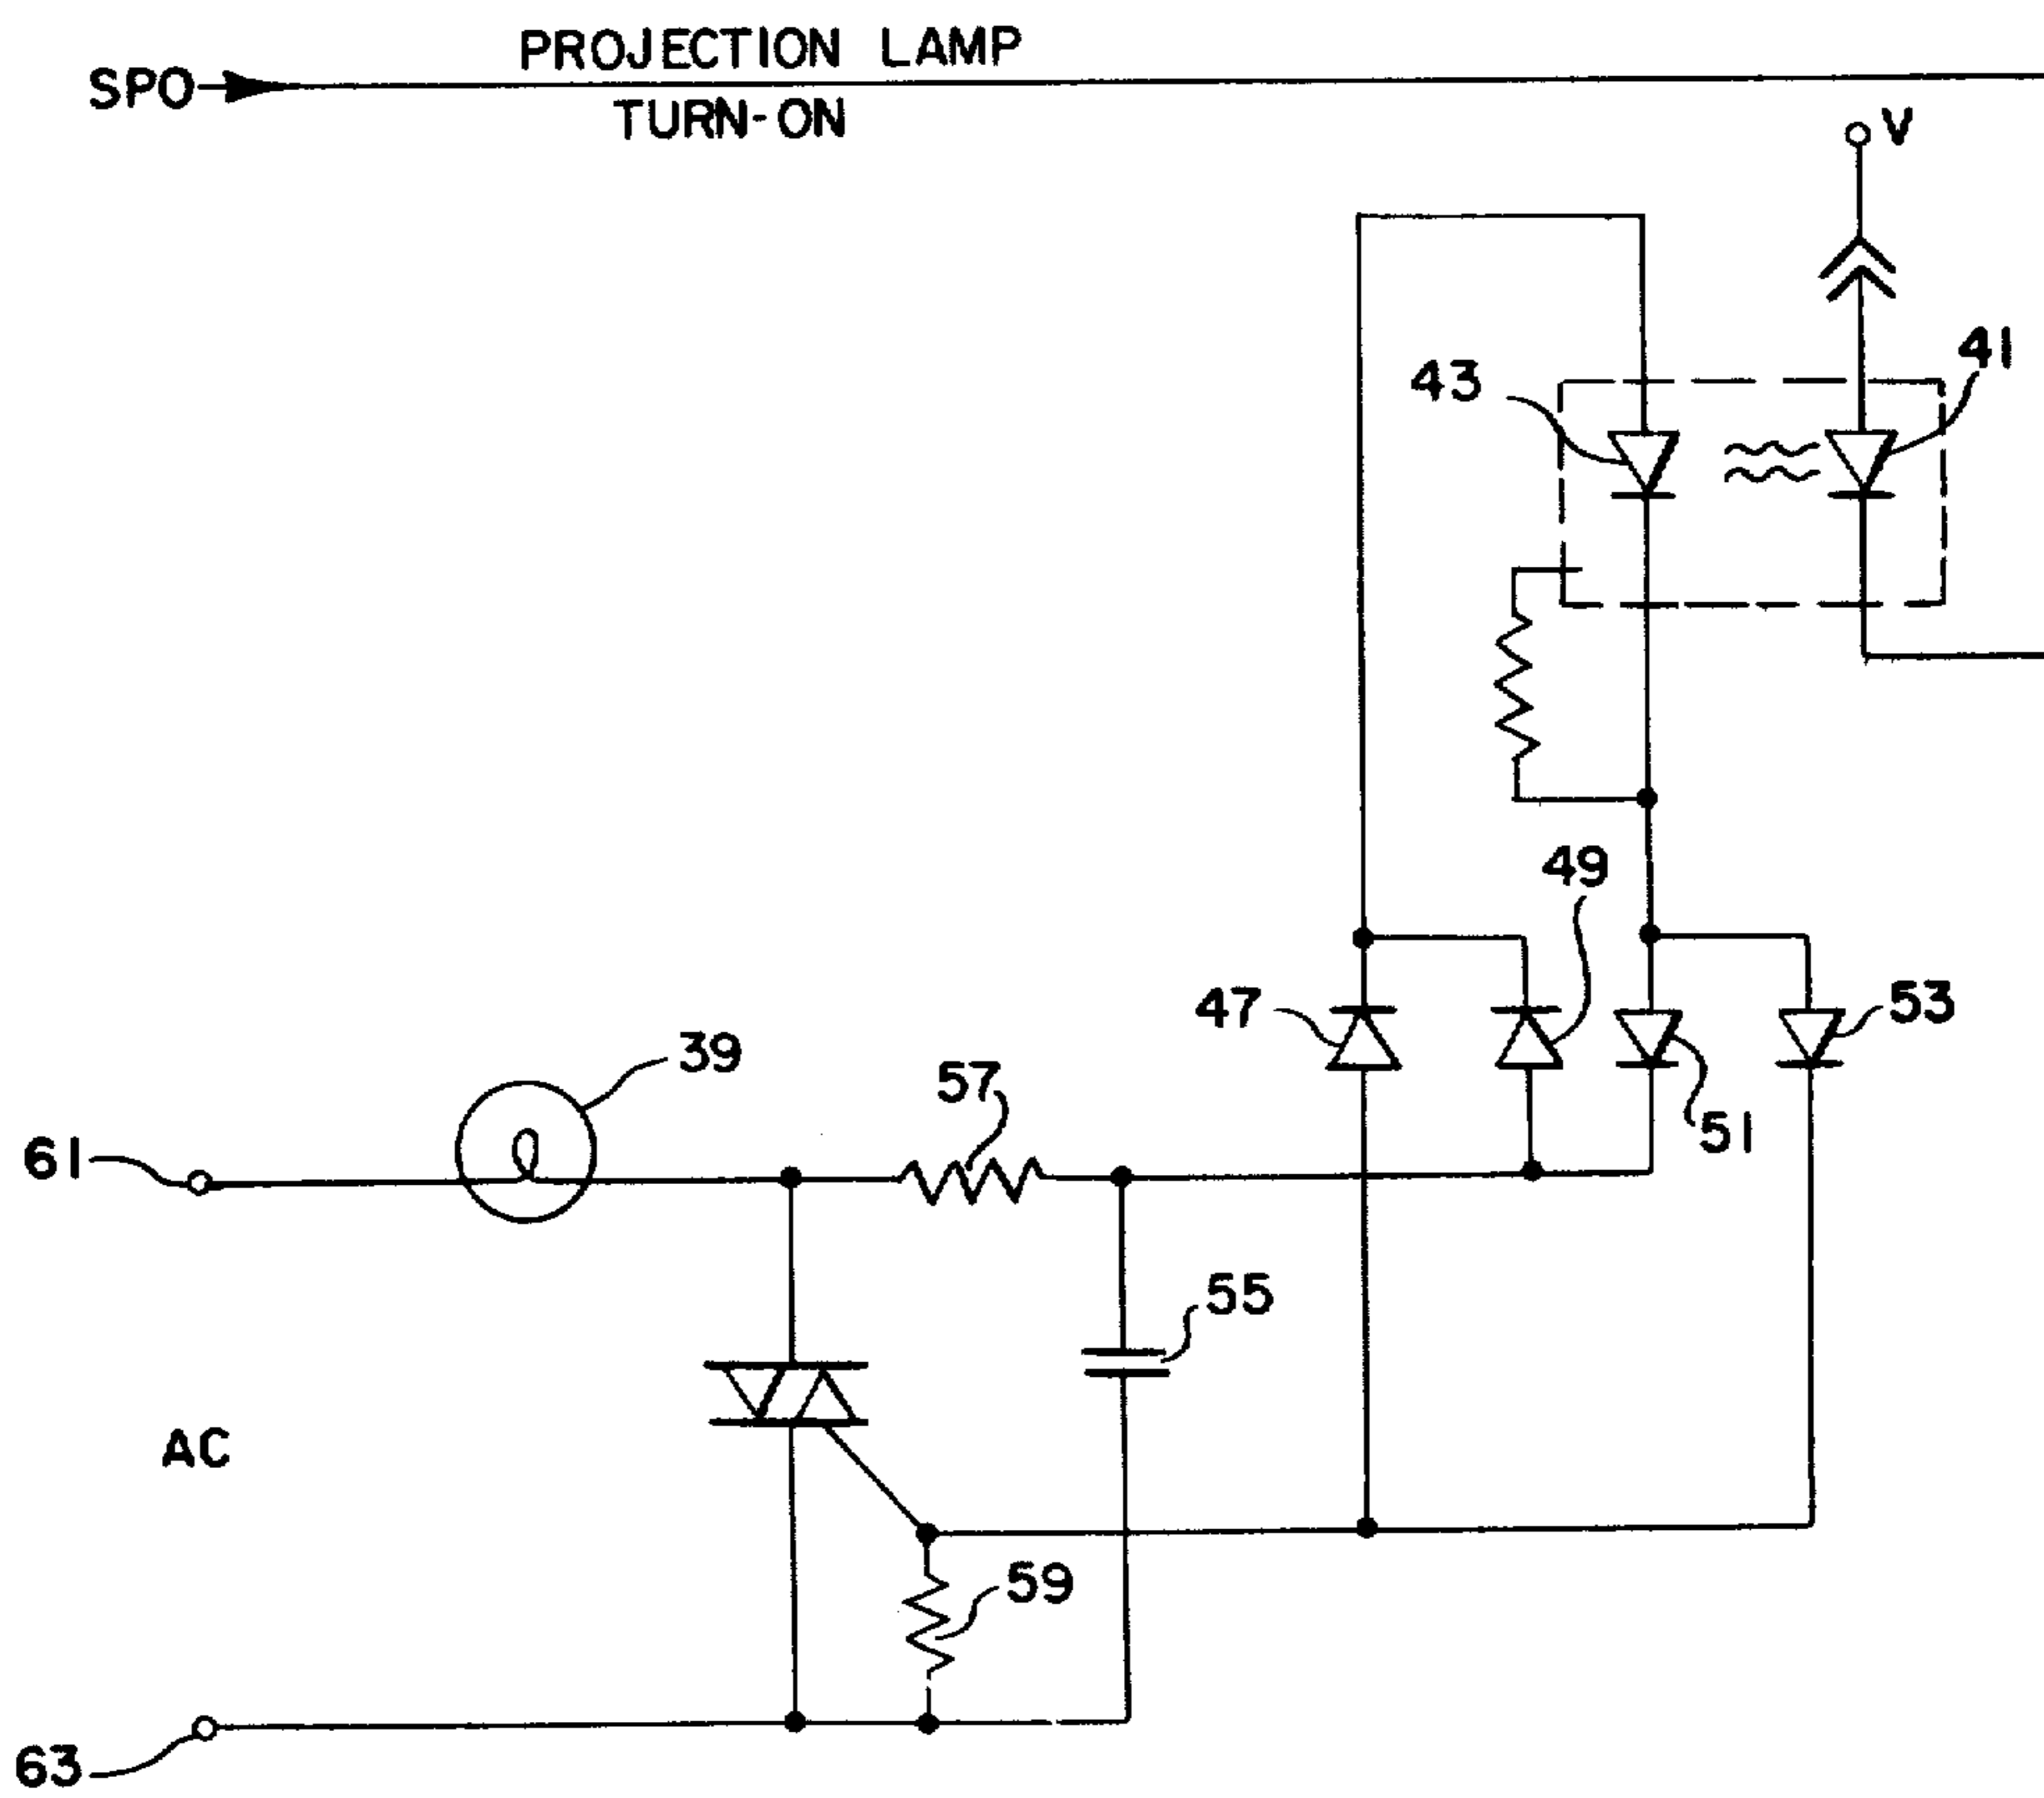 PROJECTION LAMP
SPO
TURN-ON
V
41
43
49
47
53
39
57
51
61
55
AC
59
63